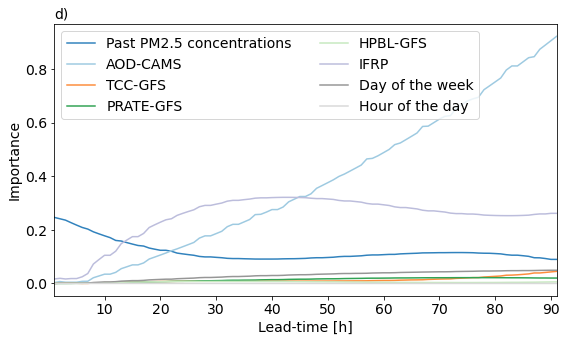 d)
Past PM2.5 concentrations
AOD-CAMS
TCC-GFS
PRATE-GFS
HPBL-GFS
IFRP
Day of the week
Hour of the day
Importance
0.8
0.6
0.4
0.2
0.0
10 20 30 40 50 60 70 80 90
Lead-time [h]